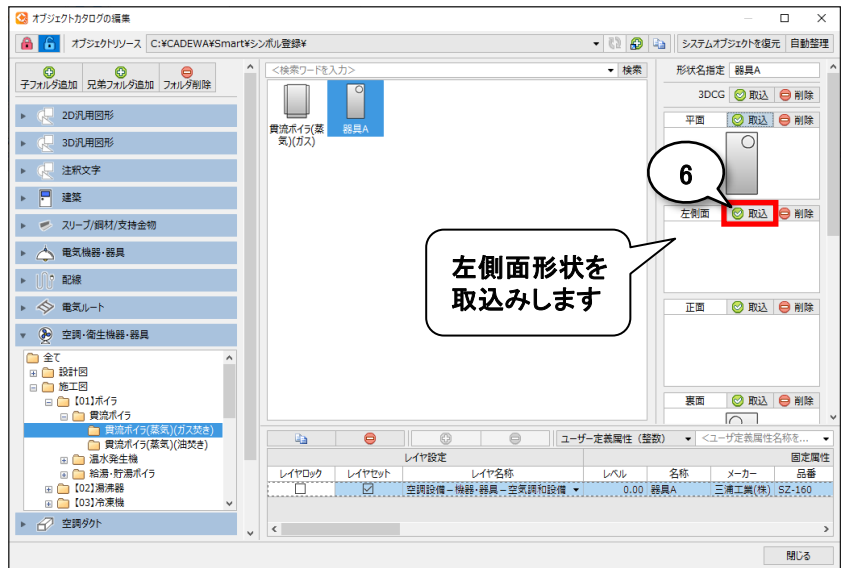 オブジェクトカタログの編集
オブジェクトリソース C:¥CADEWA¥Smart¥シンボル登録¥
システムオブジェクトを復元 自動整理
子フォルダ追加 兄弟フォルダ追加 フォルダ削除
2D汎用図形
3D汎用図形
注釈文字
建築
スリーブ/鋼材/支持金物
電気機器・器具
配線
電気ルート
空調・衛生機器・器具
全て
設計図
施工図
【01】ボイラ
貫流ボイラ
貫流ボイラ(蒸気)(ガス焚き)
貫流ボイラ(蒸気)(油焚き)
温水発生機
給湯・貯湯ボイラ
【02】湯沸器
【03】冷凍機
空調ダクト
<検索ワードを入力> 検索
貫流ボイラ(蒸
気)(ガス)
器具A
形状名指定 器具A
3DCG 取込 削除
平面 取込 削除
6
左側面 取込 削除
左側面形状を
取込みします
正面 取込 削除
裏面 取込 削除
ユーザー定義属性（整数） <ユーザ定義属性名称を...
レイヤ設定 固定属性
レイヤロック レイヤセット レイヤ名称 レベル 名称 メーカー 品番
空調設備－機器・器具－空気調和設備 0.00 器具A 三浦工業(株) SZ-160
閉じる